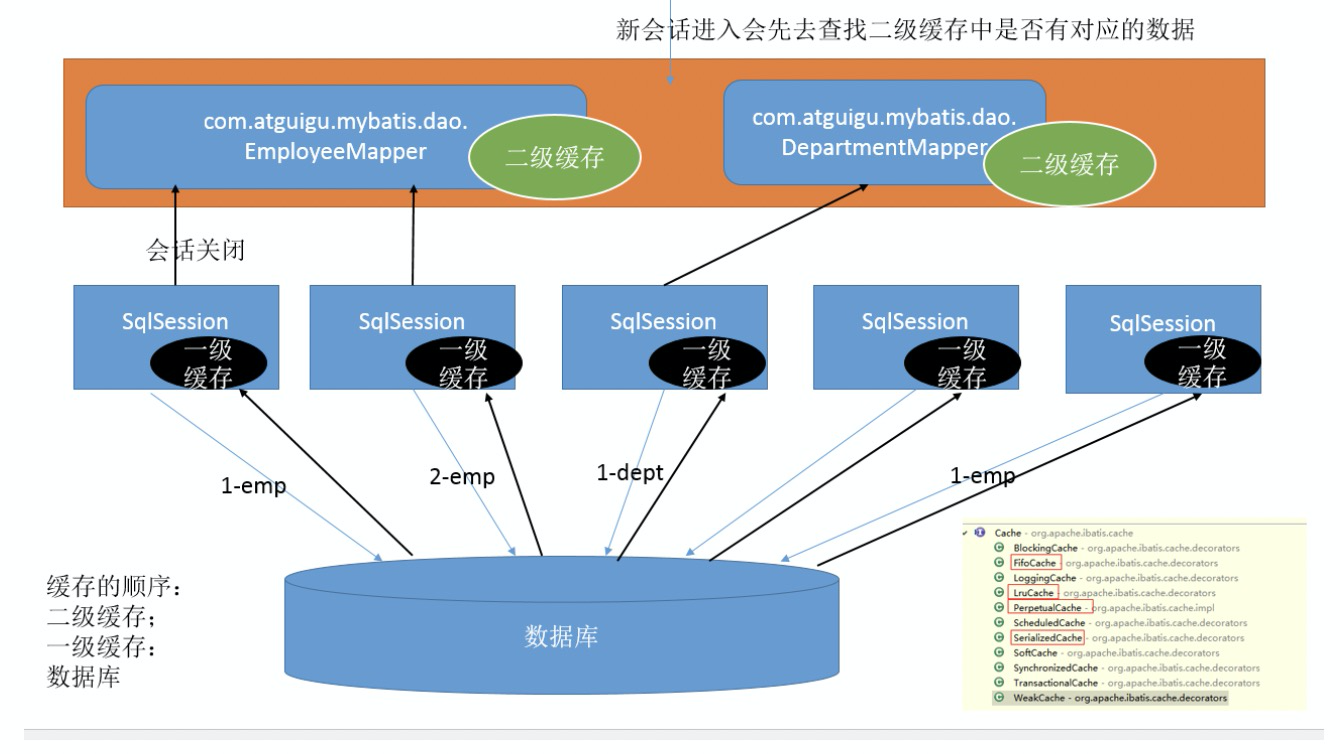 新会话进入会先去查找二级缓存中是否有对应的数据
com.atguigu.mybatis.dao.
EmployeeMapper
二级缓存
com.atguigu.mybatis.dao.
DepartmentMapper
二级缓存
会话关闭
SqlSession
一级
缓存
SqlSession
一级
缓存
SqlSession
一级
缓存
SqlSession
一级
缓存
SqlSession
一级
缓存
1-emp
2-emp
1-dept
1-emp
缓存的顺序：
二级缓存；
一级缓存：
数据库
数据库
Cache - org.apache.ibatis.cache
BlockingCache - org.apache.ibatis.cache.decorators
FifoCache - org.apache.ibatis.cache.decorators
LoggingCache - org.apache.ibatis.cache.decorators
LruCache - org.apache.ibatis.cache.decorators
PerpetualCache - org.apache.ibatis.cache.impl
ScheduledCache - org.apache.ibatis.cache.decorators
SerializedCache - org.apache.ibatis.cache.decorators
SoftCache - org.apache.ibatis.cache.decorators
SynchronizedCache - org.apache.ibatis.cache.decorators
TransactionalCache - org.apache.ibatis.cache.decorators
WeakCache - org.apache.ibatis.cache.decorators